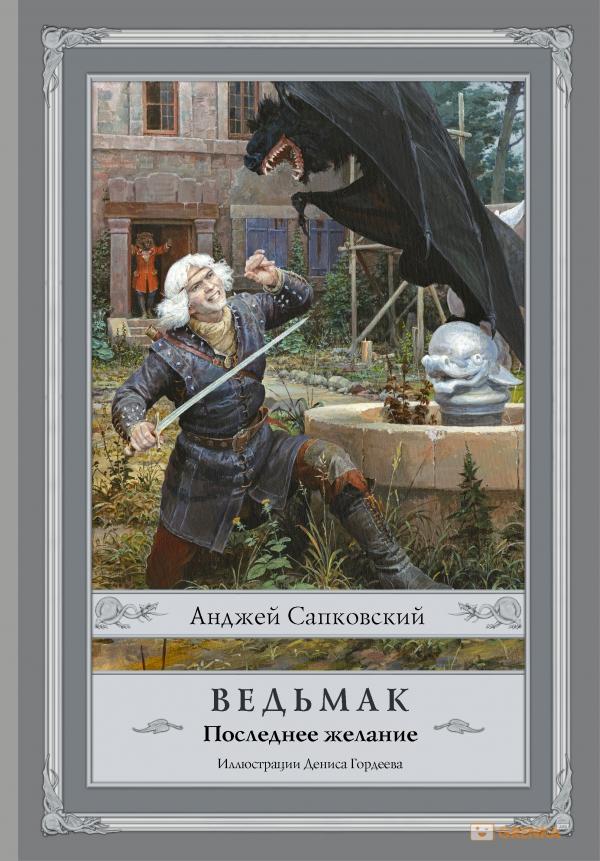 Анджей Сапковский
ВЕДЬМАК
Последнее желание
Иллюстрации Дениса Гордеева